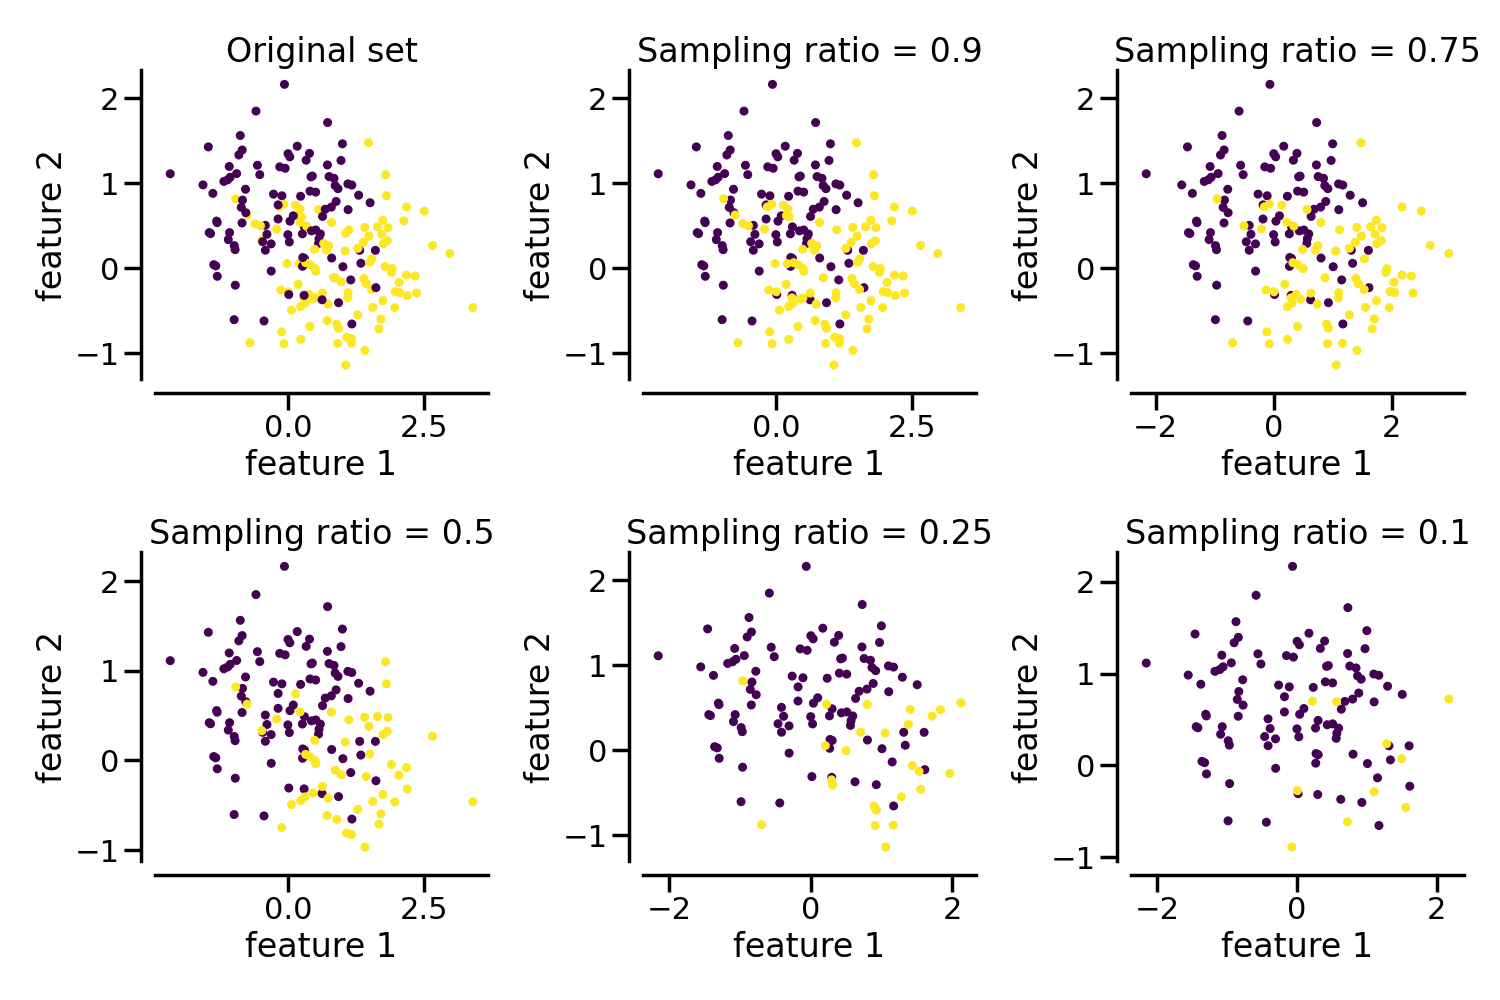 Original set
Sampling ratio = 0.9
Sampling ratio = 0.75
feature 2
2
1
0
−1
0.0
2.5
feature 1
feature 2
2
1
0
−1
0.0
2.5
feature 1
feature 2
2
1
0
−1
−2
0
2
feature 1
Sampling ratio = 0.5
Sampling ratio = 0.25
Sampling ratio = 0.1
feature 2
2
1
0
−1
0.0
2.5
feature 1
feature 2
2
1
0
−1
−2
0
2
feature 1
feature 2
2
1
0
−1
−2
0
2
feature 1